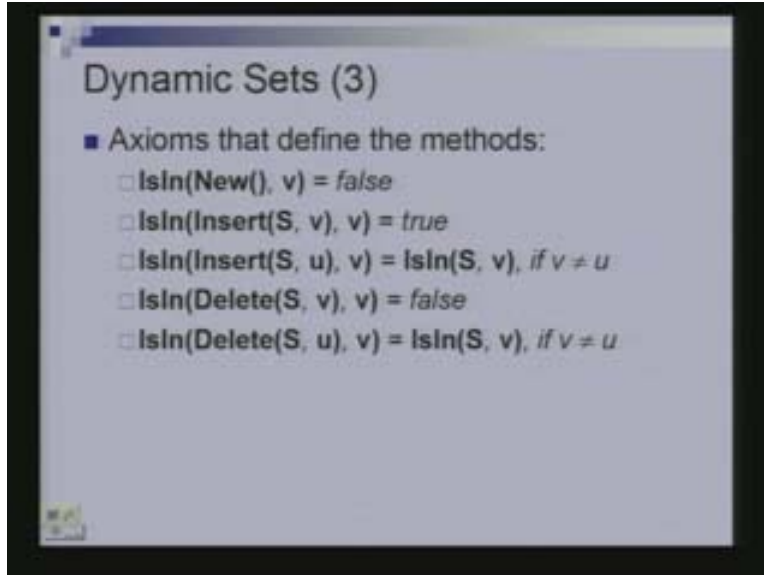 Dynamic Sets (3)
Axioms that define the methods:
IsIn(New(), v) = false
IsIn(Insert(S, v), v) = true
IsIn(Insert(S, u), v) = IsIn(S, v), if v ≠ u
IsIn(Delete(S, v), v) = false
IsIn(Delete(S, u), v) = IsIn(S, v), if v ≠ u